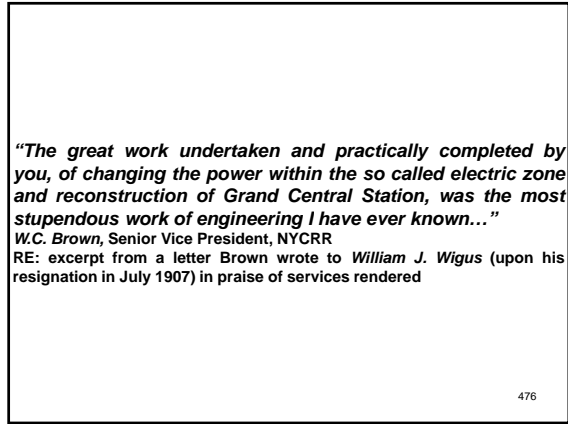 “The great work undertaken and practically completed by
you, of changing the power within the so called electric zone
and reconstruction of Grand Central Station, was the most
stupendous work of engineering I have ever known…”
W.C. Brown, Senior Vice President, NYCRR
RE: excerpt from a letter Brown wrote to William J. Wigus (upon his
resignation in July 1907) in praise of services rendered
476